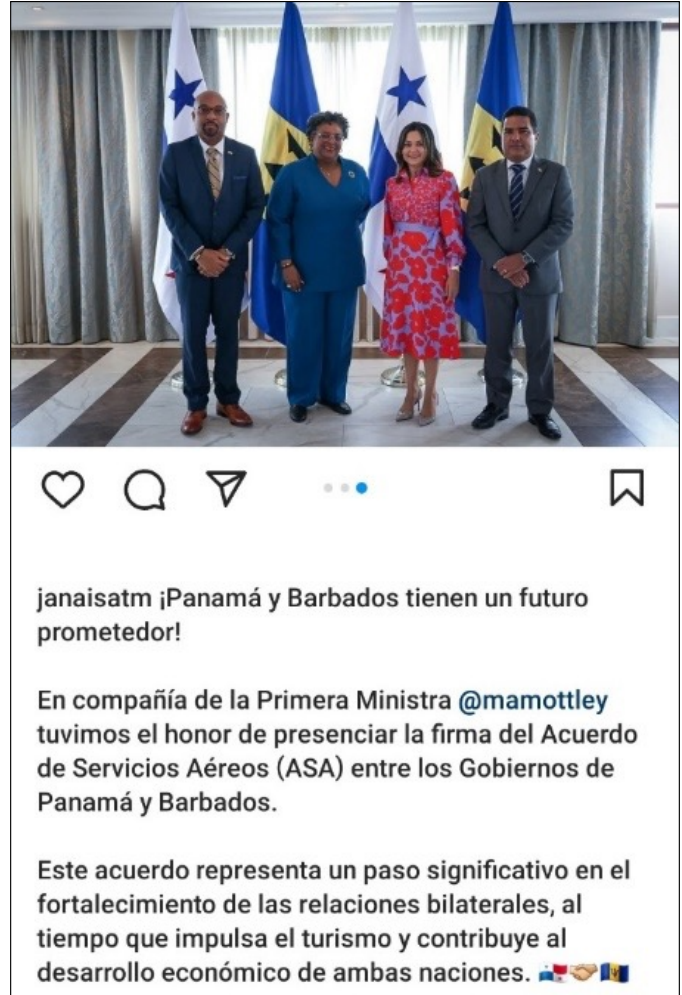 janaisatm ¡Panamá y Barbados tienen un futuro
prometedor!
En compañía de la Primera Ministra @mamottley
tuvimos el honor de presenciar la firma del Acuerdo
de Servicios Aéreos (ASA) entre los Gobiernos de
Panamá y Barbados.
Este acuerdo representa un paso significativo en el
fortalecimiento de las relaciones bilaterales, al
tiempo que impulsa el turismo y contribuye al
desarrollo económico de ambas naciones. 🇵🇦🤝🏼🇧🇧